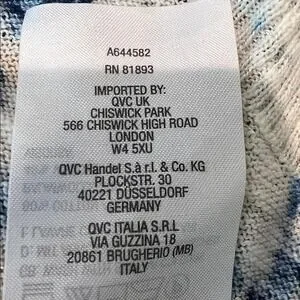 A644582
RN 81893
IMPORTED BY:
QVC UK
CHISWICK PARK
566 CHISWICK HIGH ROAD
LONDON
W4 5XU
QVC Handel S.à r.l. & Co. KG
PLOCKSTR. 30
40221 DÜSSELDORF
GERMANY
QVC ITALIA S.R.L
VIA GUZZINA 18
20861 BRUGHERIO (MB)
ITALY